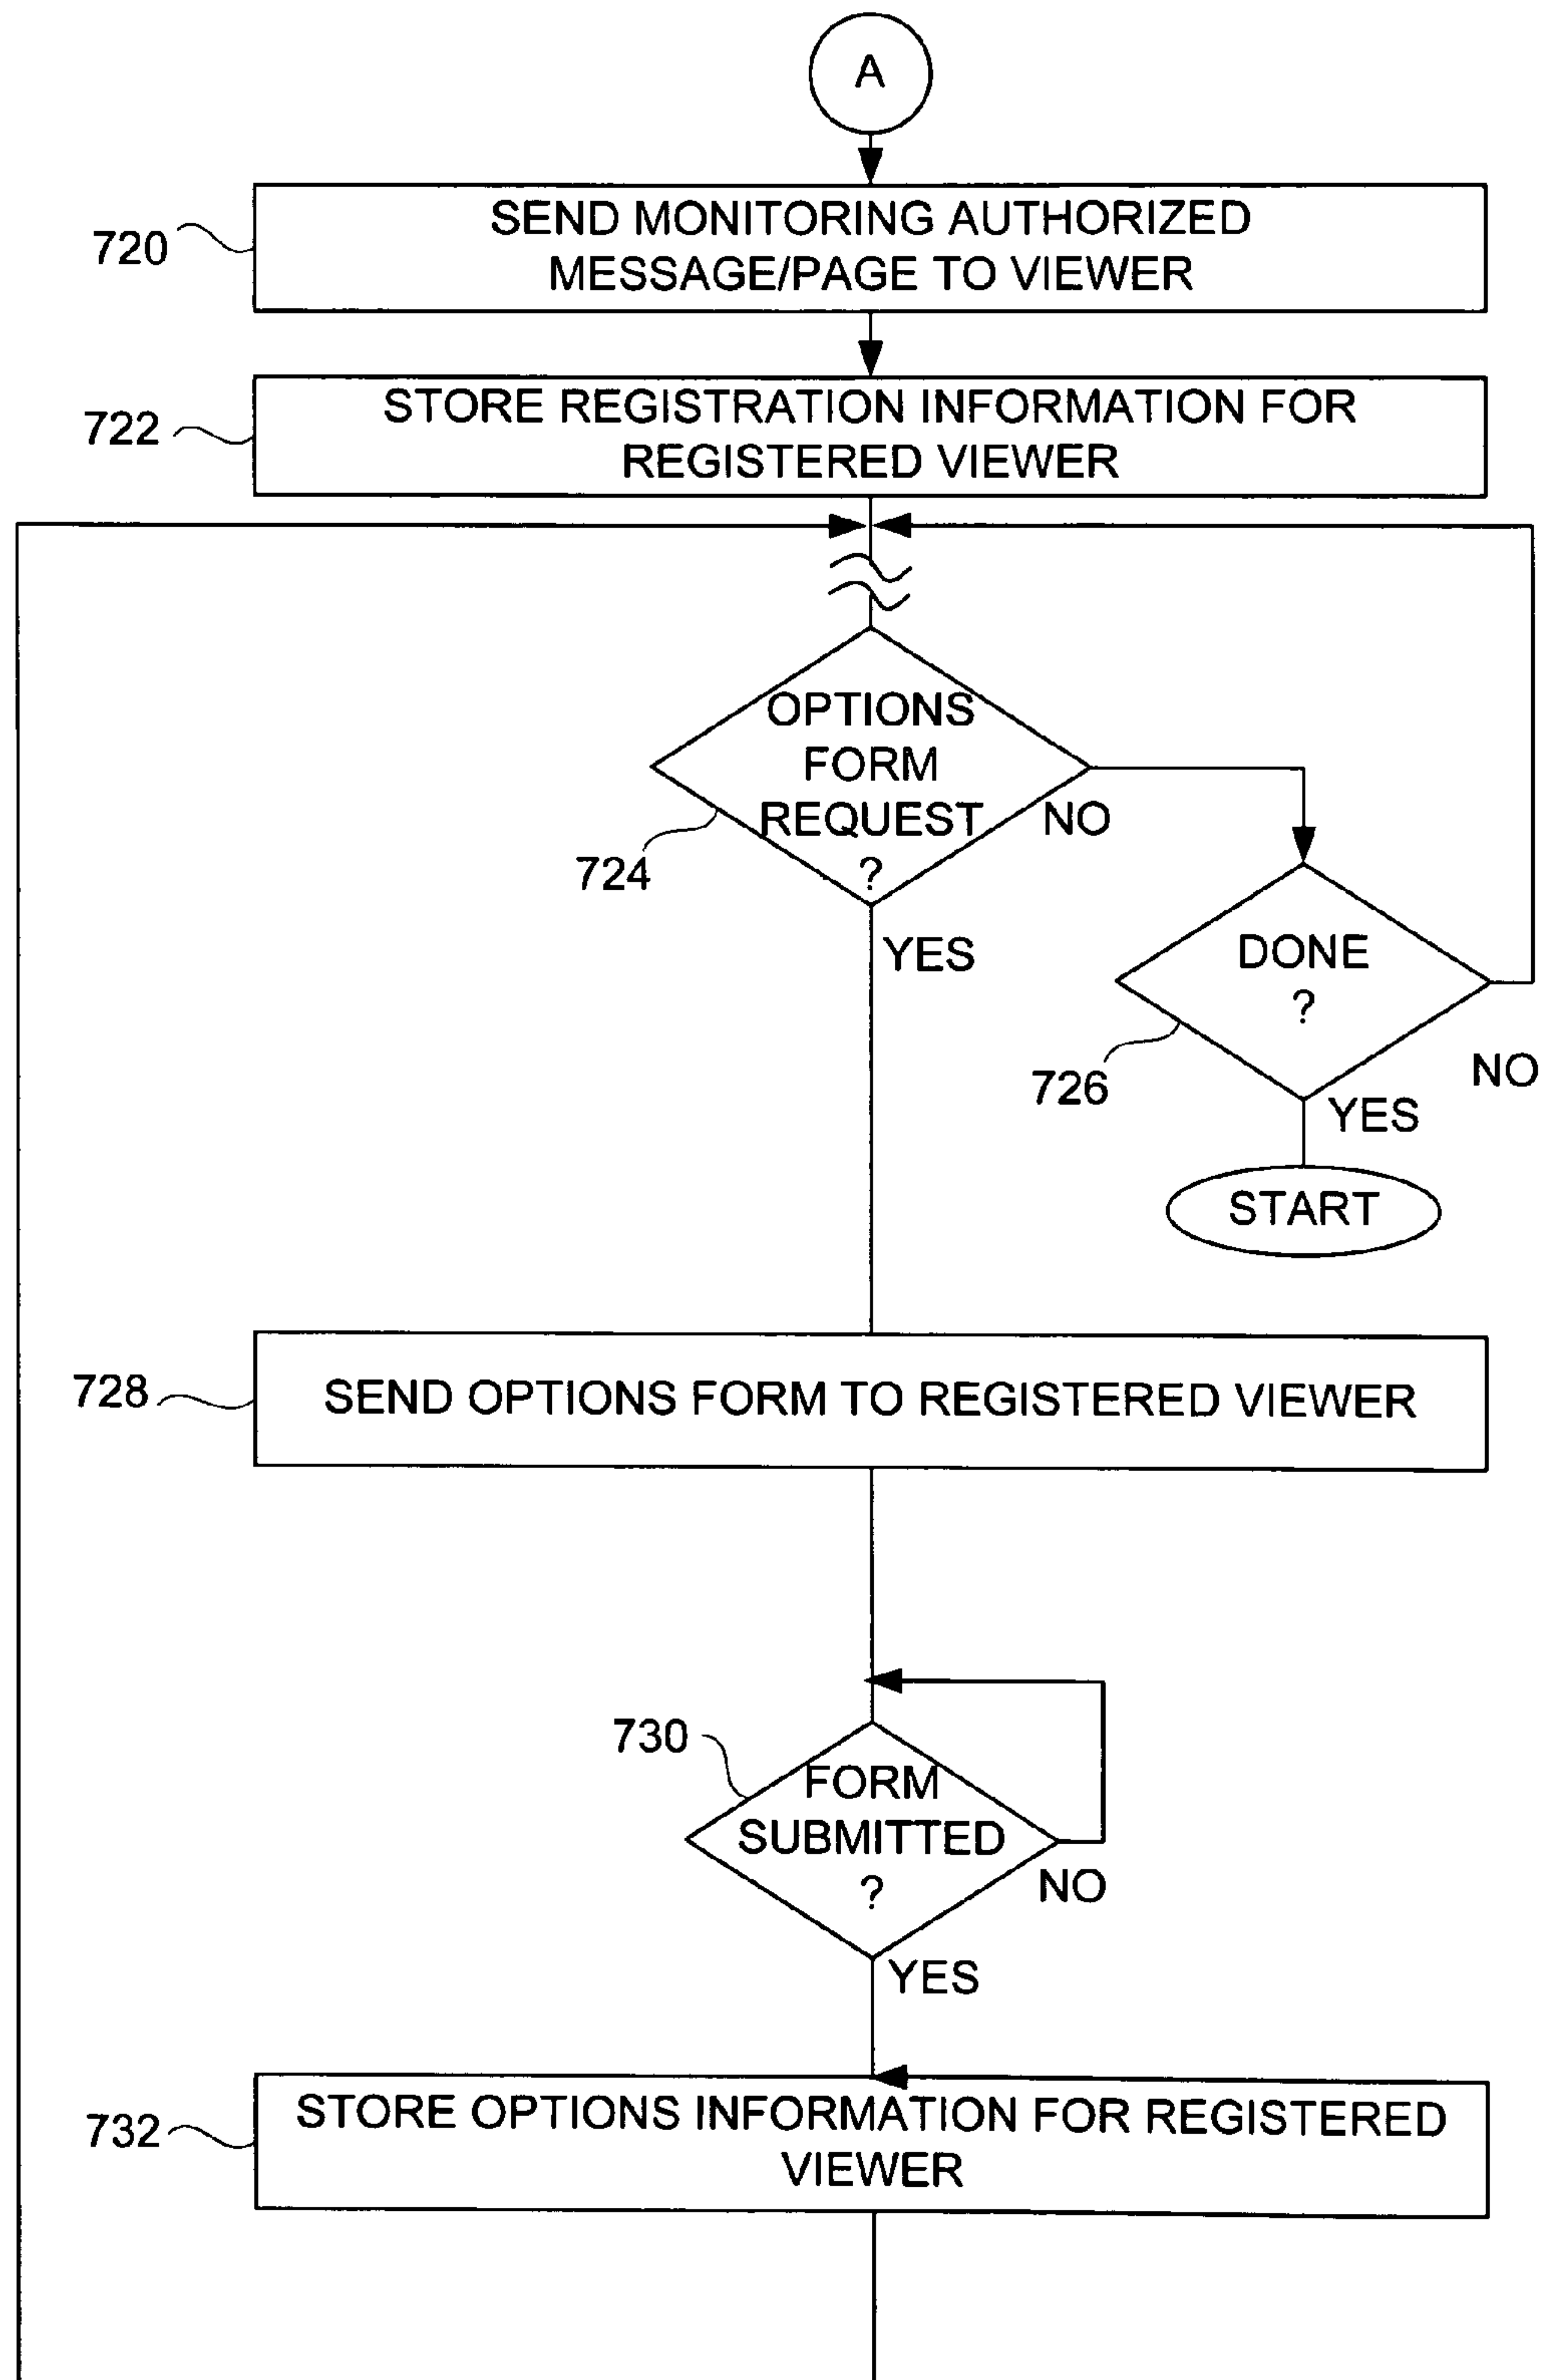 A
SEND MONITORING AUTHORIZED
MESSAGE/PAGE TO VIEWER
720
STORE REGISTRATION INFORMATION FOR
REGISTERED VIEWER
722
OPTIONS
FORM
REQUEST
?
NO
724
YES
DONE
?
726
NO
YES
START
728
SEND OPTIONS FORM TO REGISTERED VIEWER
730
FORM
SUBMITTED
?
NO
YES
STORE OPTIONS INFORMATION FOR REGISTERED
VIEWER
732